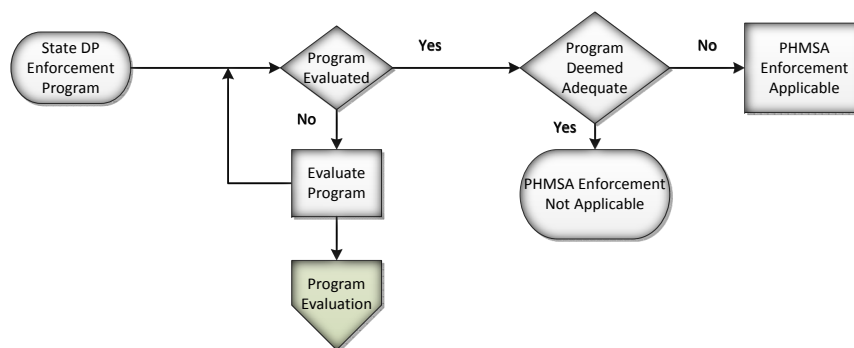 State DP
Enforcement
Program
Program
Evaluated
Yes
Program
Deemed
Adequate
No
PHMSA
Enforcement
Applicable
No
Yes
Evaluate
Program
PHMSA Enforcement
Not Applicable
Program
Evaluation